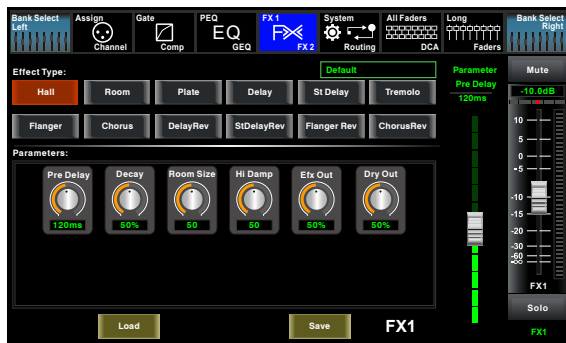 Bank Select
Left
Assign
Channel
Gate
Comp
PEQ
EQ
GEQ
FX 1
FX
FX 2
System
Routing
All Faders
DCA
Long
Faders
Bank Select
Right
Effect Type:
Default
Parameter
Mute
Hall
Room
Plate
Delay
St Delay
Tremolo
Pre Delay
120ms
-10.0dB
Flanger
Chorus
DelayRev
StDelayRev
Flanger Rev
ChorusRev
Parameters:
Pre Delay
Decay
Room Size
Hi Damp
Efx Out
Dry Out
120ms
50%
50
50
50%
50%
10
5
0
-5
-10
-15
-20
-30
-60
-∞
FX1
Load
Save
FX1
Solo
FX1